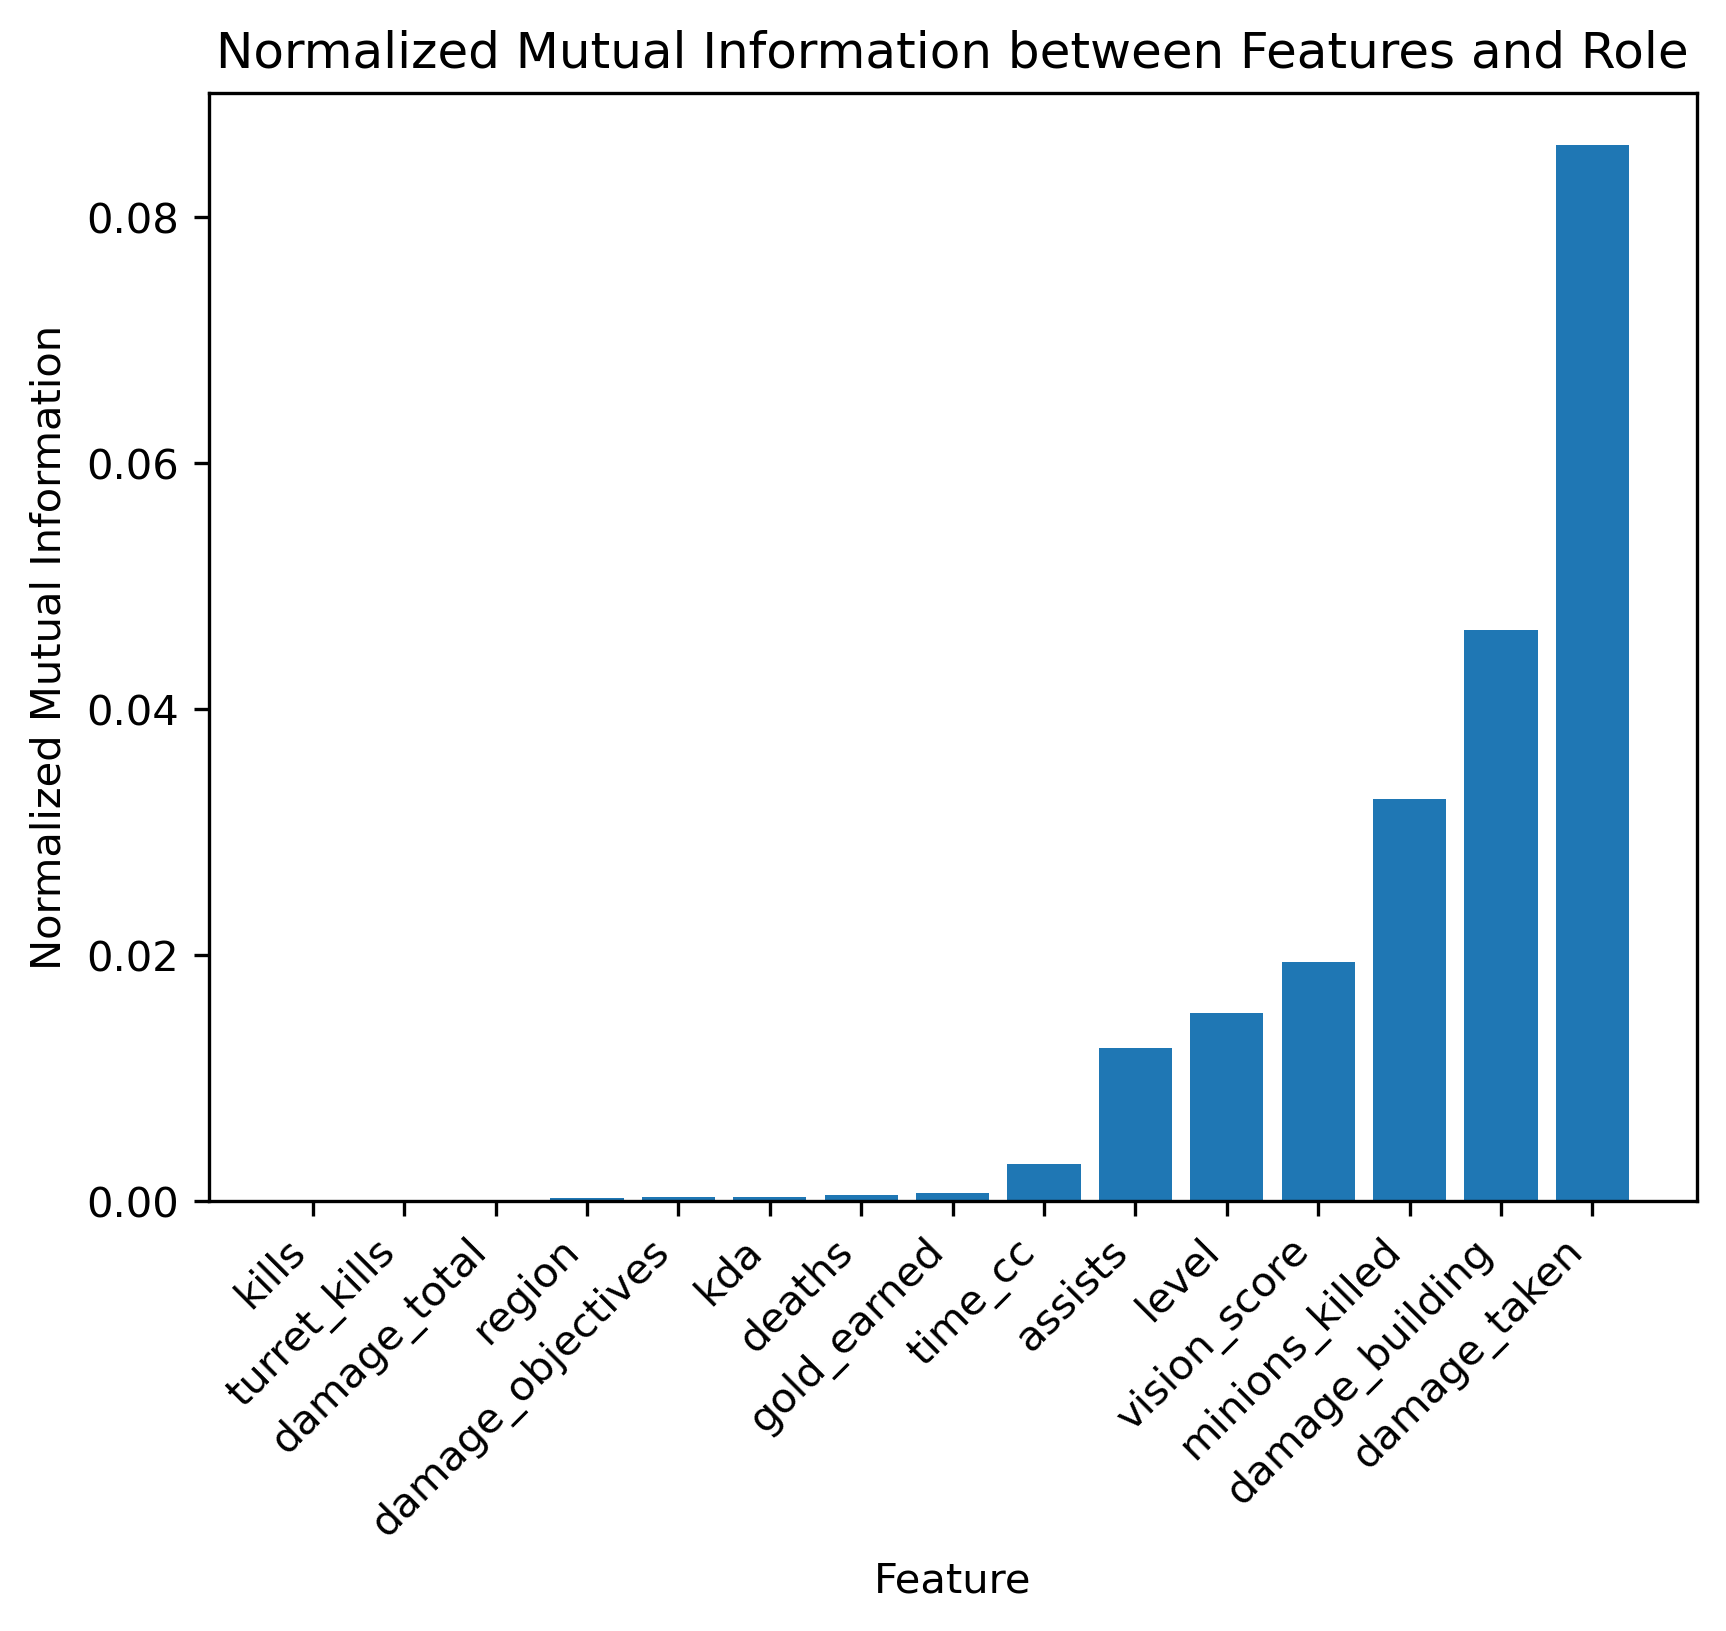 Normalized Mutual Information between Features and Role
Normalized Mutual Information
0.08
0.06
0.04
0.02
0.00
kills
turret_kills
damage_total
region
damage_objectives
kda
deaths
gold_earned
time_cc
assists
level
vision_score
minions_killed
damage_building
damage_taken
Feature